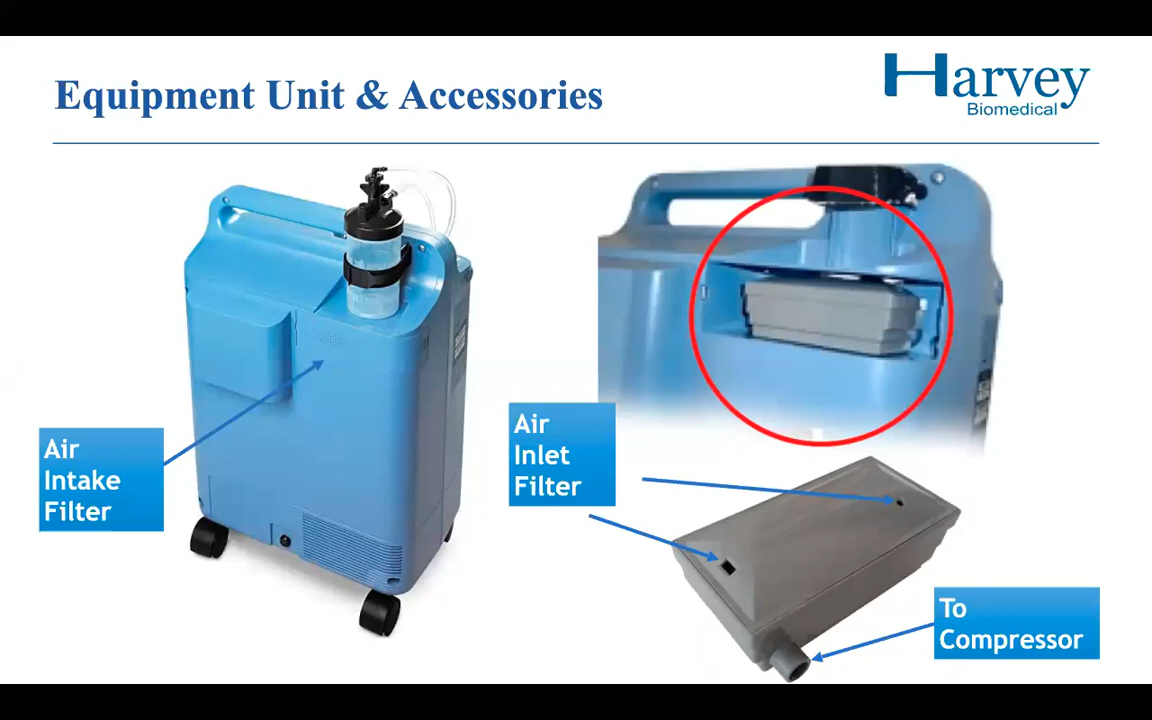 Equipment Unit & Accessories
Harvey
Biomedical
Air
Intake
Filter
Air
Inlet
Filter
To
Compressor